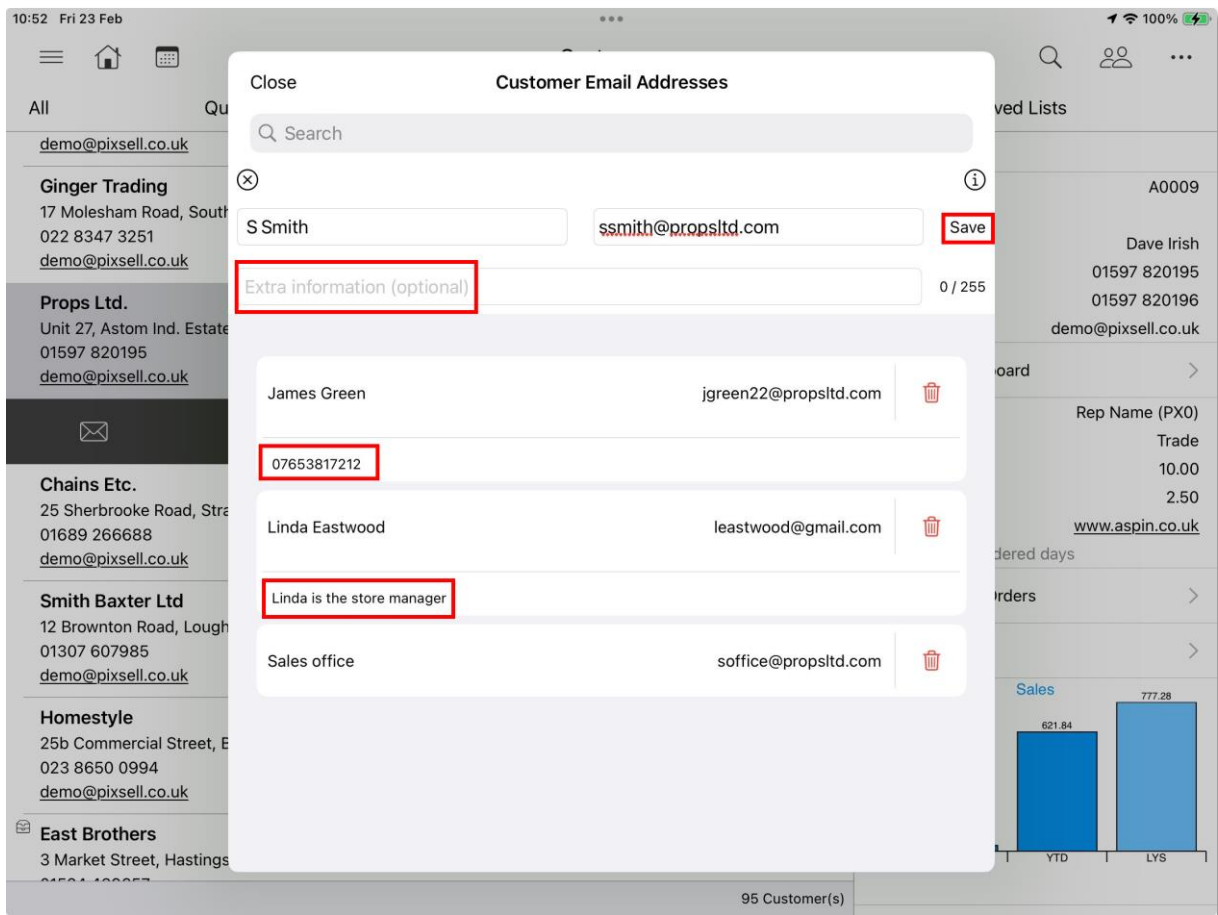 10:52 Fri 23 Feb
100%
Close
Customer Email Addresses
All
Qu
ved Lists
Search
demo@pixsell.co.uk
Ginger Trading
17 Molesham Road, South
022 8347 3251
demo@pixsell.co.uk
Props Ltd.
Unit 27, Astom Ind. Estate
01597 820195
demo@pixsell.co.uk
Chains Etc.
25 Sherbrooke Road, Stra
01689 266688
demo@pixsell.co.uk
Smith Baxter Ltd
12 Brownton Road, Lough
01307 607985
demo@pixsell.co.uk
Homestyle
25b Commercial Street, B
023 8650 0994
demo@pixsell.co.uk
East Brothers
3 Market Street, Hastings
S Smith
ssmith@propsltd.com
Save
Extra information (optional)
0 / 255
James Green
jgreen22@propsltd.com
07653817212
Linda Eastwood
leastwood@gmail.com
Linda is the store manager
Sales office
soffice@propsltd.com
A0009
Dave Irish
01597 820195
01597 820196
demo@pixsell.co.uk
oard
Rep Name (PX0)
Trade
10.00
2.50
www.aspin.co.uk
dered days
rders
Sales
777.28
621.84
YTD
LYS
95 Customer(s)